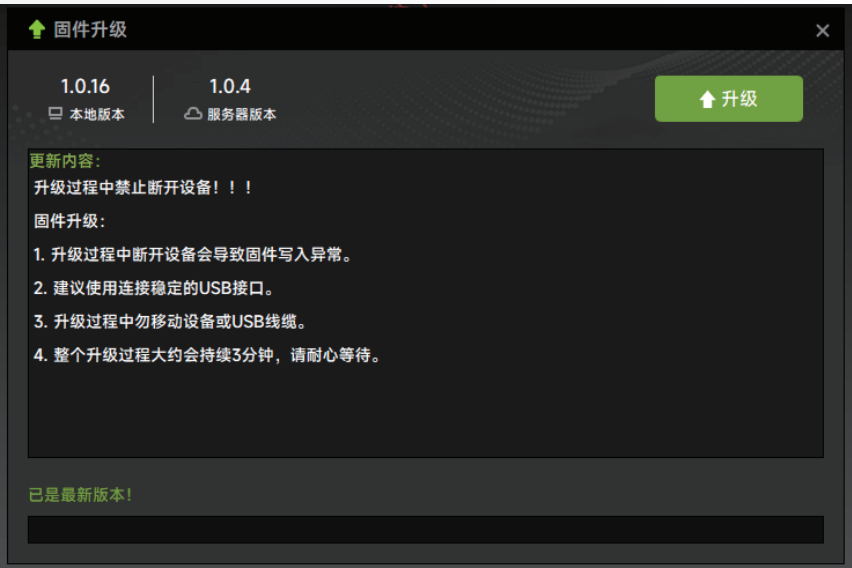 固件升级
1.0.16
本地版本
1.0.4
服务器版本
升级
更新内容：
升级过程中禁止断开设备！！！
固件升级：
1. 升级过程中断开设备会导致固件写入异常。
2. 建议使用连接稳定的USB接口。
3. 升级过程中勿移动设备或USB线缆。
4. 整个升级过程大约会持续3分钟，请耐心等待。
已是最新版本！